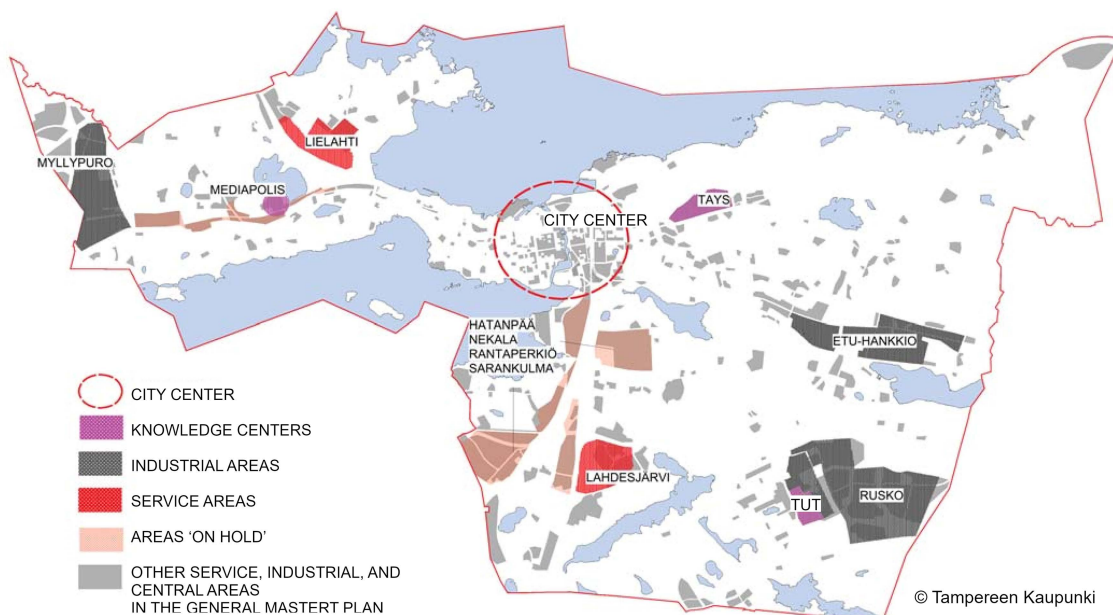 LIELAHTI
MYLLYPURO
MEDIAPOLIS
TAYS
CITY CENTER
HATANPÄÄ
NEKALA
RANTAPERKIÖ
SARANKULMA
ETU-HANKKIO
LAHDESJÄRVI
TUT
RUSKO
CITY CENTER
KNOWLEDGE CENTERS
INDUSTRIAL AREAS
SERVICE AREAS
AREAS ‘ON HOLD’
OTHER SERVICE, INDUSTRIAL, AND
CENTRAL AREAS
IN THE GENERAL MASTERT PLAN
© Tampereen Kaupunki